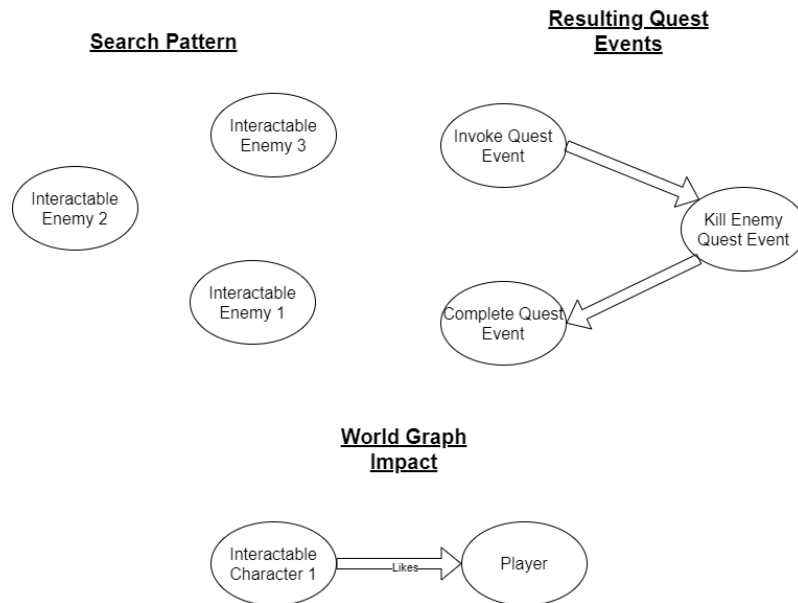 Search Pattern
Interactable
Enemy 3
Interactable
Enemy 2
Interactable
Enemy 1
Resulting Quest
Events
Invoke Quest
Event
Kill Enemy
Quest Event
Complete Quest
Event
World Graph
Impact
Interactable
Character 1
Likes
Player